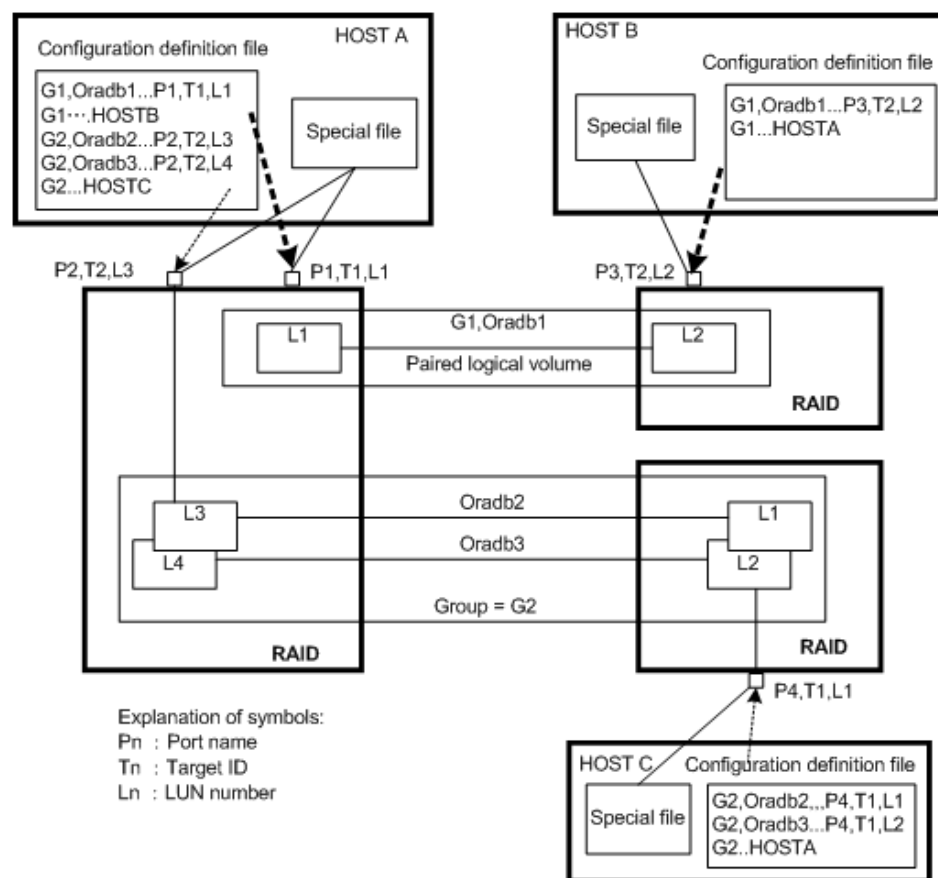 HOST A
Configuration definition file
G1,Oradb1...P1,T1,L1
G1⋯.HOSTB
G2,Oradb2...P2,T2,L3
G2,Oradb3...P2,T2,L4
G2...HOSTC
Special file
HOST B
Configuration definition file
Special file
G1,Oradb1...P3,T2,L2
G1...HOSTA
P2,T2,L3
P1,T1,L1
P3,T2,L2
G1,Oradb1
L1
L2
Paired logical volume
RAID
Oradb2
L3
L1
Oradb3
L4
L2
Group = G2
RAID
RAID
P4,T1,L1
Explanation of symbols:
Pn : Port name
Tn : Target ID
Ln : LUN number
HOST C
Configuration definition file
Special file
G2,Oradb2,,,P4,T1,L1
G2,Oradb3...P4,T1,L2
G2..HOSTA